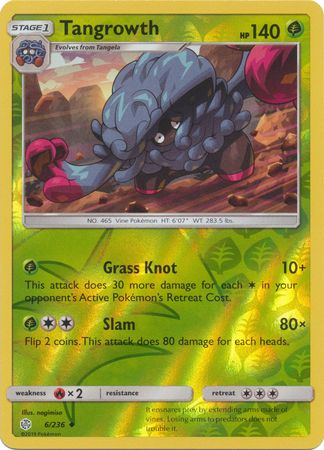 STAGE1 Tangrowth HP 140
Evolves from Tangela
NO. 465 Vine Pokémon HT: 6'07" WT: 283.5 lbs.
Grass Knot 10+
This attack does 30 more damage for each in your
opponent's Active Pokémon's Retreat Cost.
Slam 80×
Flip 2 coins. This attack does 80 damage for each heads.
weakness ×2 resistance retreat
Illus. nagimiso
6/236
©2019 Pokémon
It ensnares prey by extending arms made of
vines. Losing arms to predators does not
trouble it.